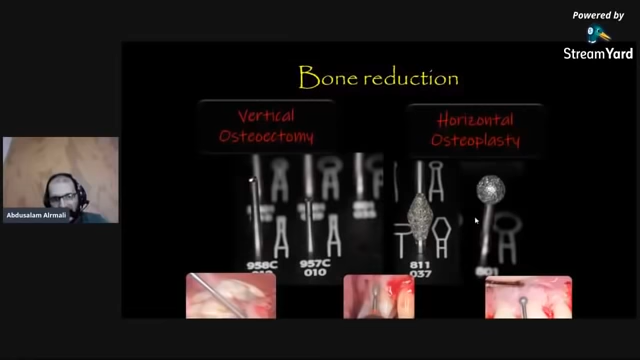 Powered by
StreamYard
Bone reduction
Vertical
Osteoectomy
Horizontal
Osteoplasty
958C
957C
010
811
037
801
Abdusalam Alrmali